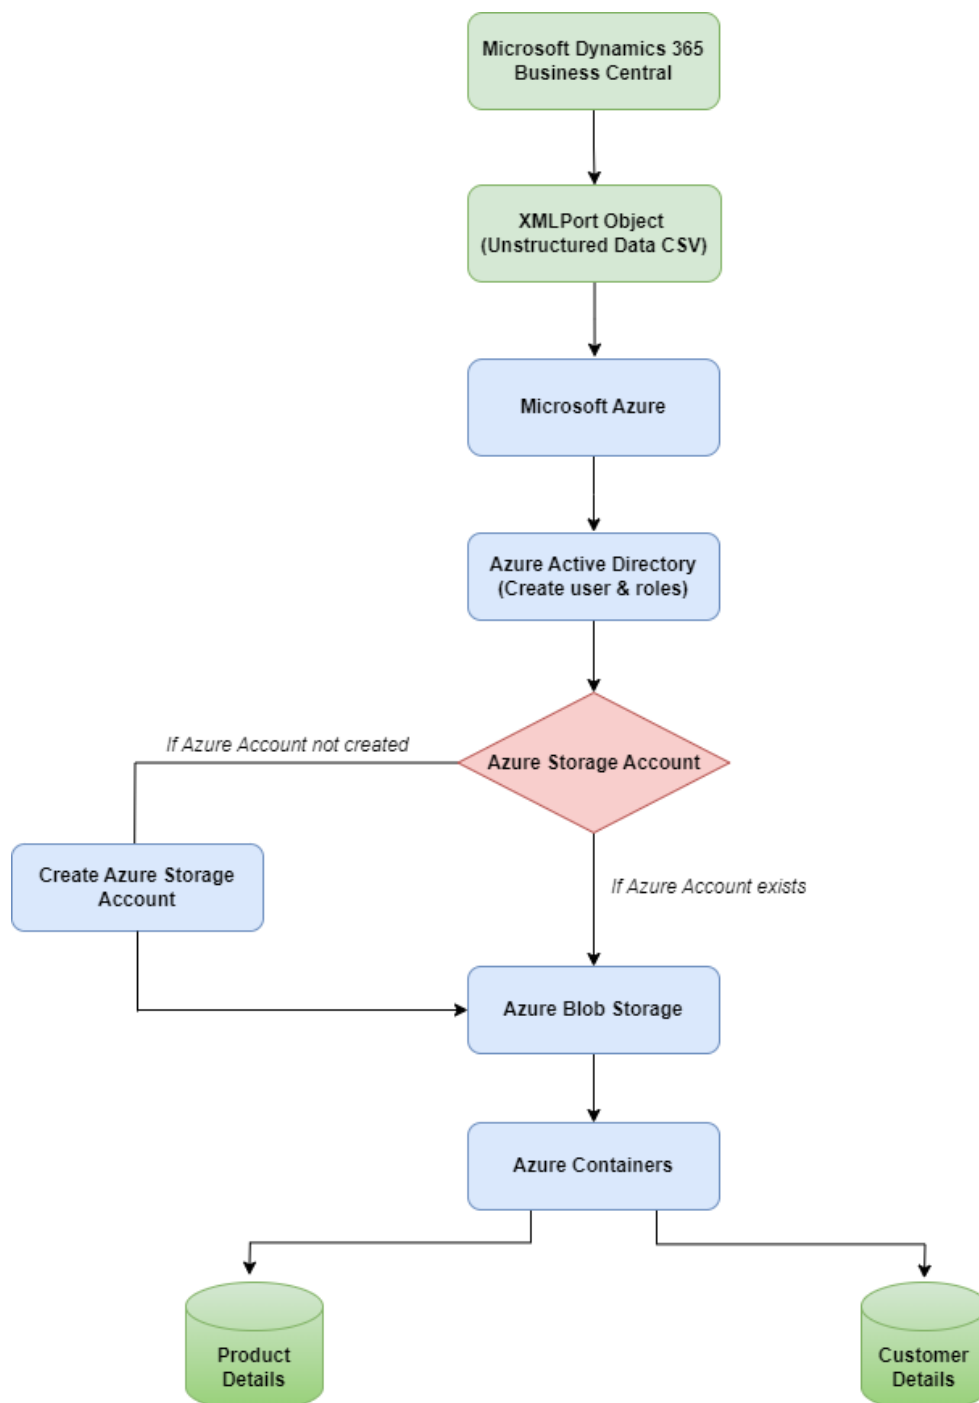 Microsoft Dynamics 365
Business Central
XMLPort Object
(Unstructured Data CSV)
Microsoft Azure
Azure Active Directory
(Create user & roles)
If Azure Account not created
Azure Storage Account
Create Azure Storage
Account
If Azure Account exists
Azure Blob Storage
Azure Containers
Product
Details
Customer
Details